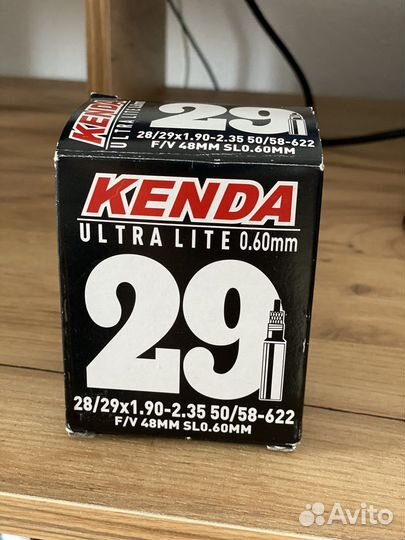 KENDA
ULTRA LITE
29
28/29x1.90-2.35 50/58-622
F/V 48MM SL0.60MM
KENDA
ULTRA LITE 0.60mm
29
28/29x1.90-2.35 50/58-622
F/V 48MM SL0.60MM
Avito